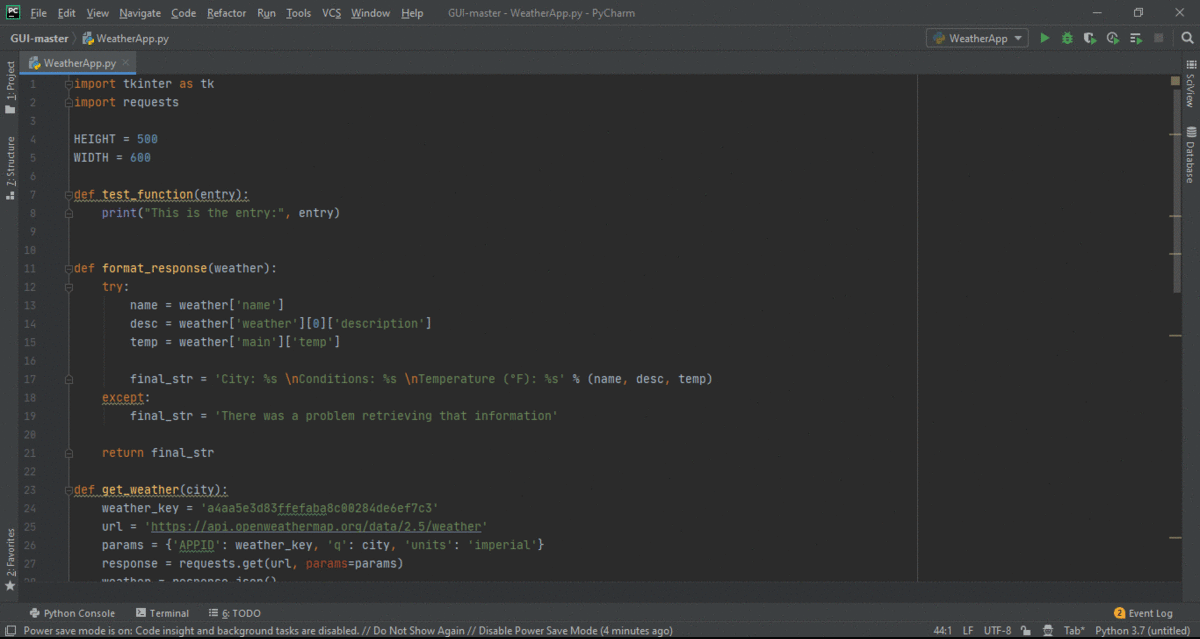 File Edit View Navigate Code Refactor Run Tools VCS Window Help GUI-master - WeatherApp.py - PyCharm
GUI-master WeatherApp.py WeatherApp
WeatherApp.py
1: Project
7: Structure
2: Favorites
SciView
Database
1 import tkinter as tk
2 import requests
3
4 HEIGHT = 500
5 WIDTH = 600
6
7 def test_function(entry):
8 print("This is the entry:", entry)
9
10
11 def format_response(weather):
12 try:
13 name = weather['name']
14 desc = weather['weather'][0]['description']
15 temp = weather['main']['temp']
16
17 final_str = 'City: %s \nConditions: %s \nTemperature (°F): %s' % (name, desc, temp)
18 except:
19 final_str = 'There was a problem retrieving that information'
20
21 return final_str
22
23 def get_weather(city):
24 weather_key = 'a4aa5e3d83ffefaba8c00284de6ef7c3'
25 url = 'https://api.openweathermap.org/data/2.5/weather'
26 params = {'APPID': weather_key, 'q': city, 'units': 'imperial'}
27 response = requests.get(url, params=params)
28 weather = response.json()
Python Console Terminal 6: TODO 2 Event Log
Power save mode is on: Code insight and background tasks are disabled. // Do Not Show Again // Disable Power Save Mode (4 minutes ago) 44:1 LF UTF-8 Tab* Python 3.7 (untitled)